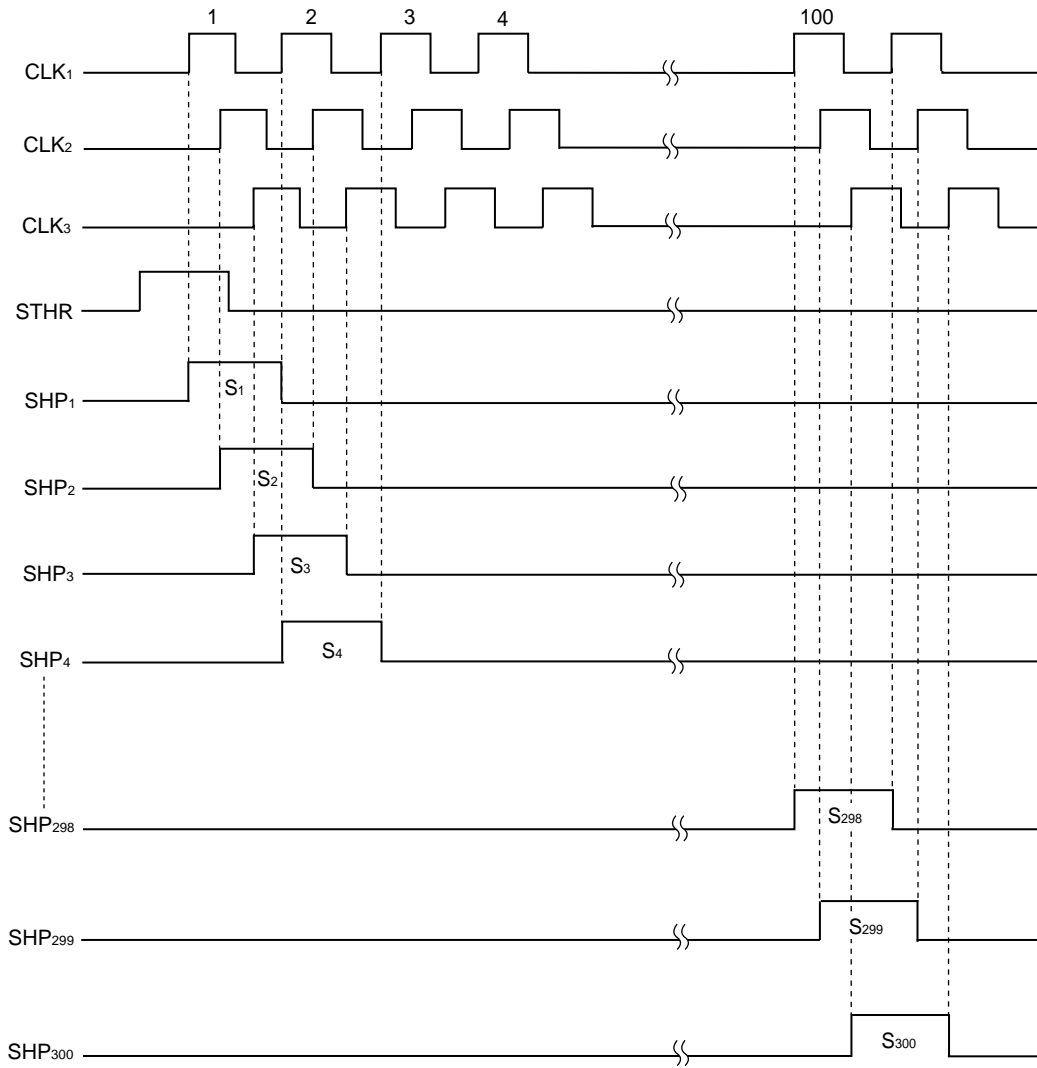 1 2 3 4 100
CLK₁
CLK₂
CLK₃
STHR
SHP₁ S₁
SHP₂ S₂
SHP₃ S₃
SHP₄ S₄
SHP₂₉₈ S₂₉₈
SHP₂₉₉ S₂₉₉
SHP₃₀₀ S₃₀₀